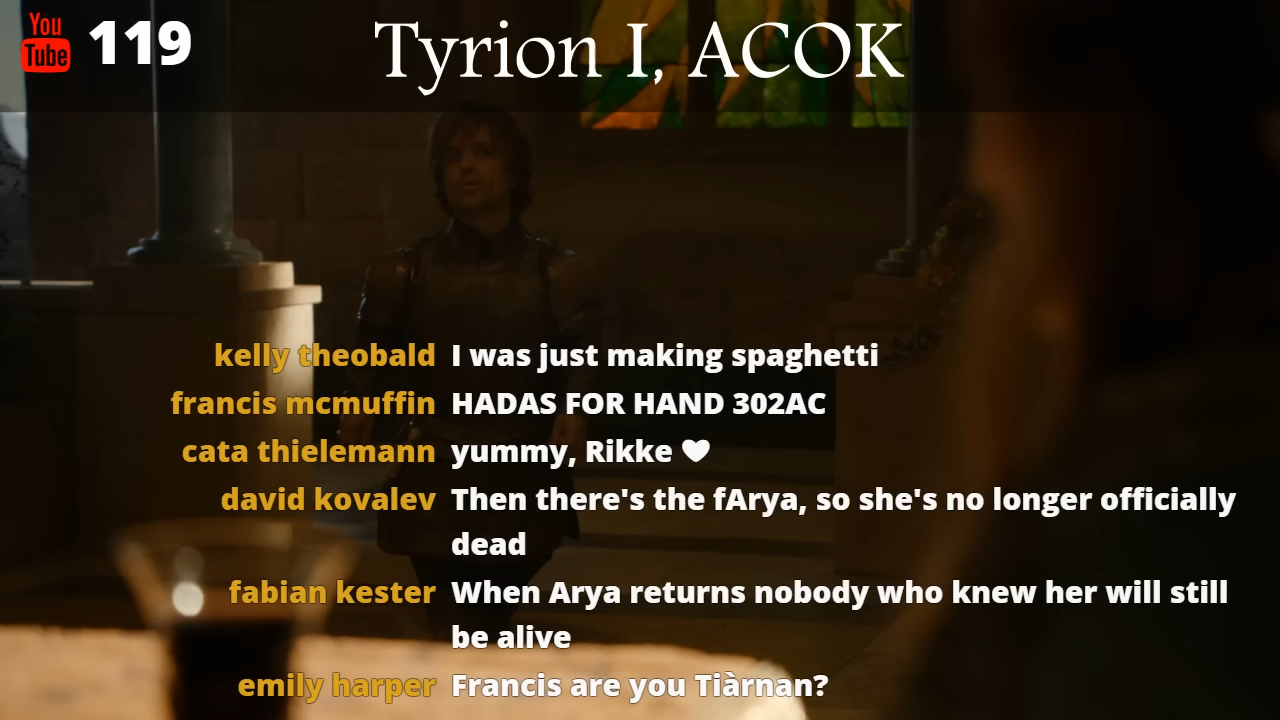 You Tube 119 Tyrion I, ACOK
kelly theobald I was just making spaghetti
francis mcmuffin HADAS FOR HAND 302AC
cata thielemann yummy, Rikke ♥
david kovalev Then there's the fArya, so she's no longer officially
dead
fabian kester When Arya returns nobody who knew her will still
be alive
emily harper Francis are you Tiàrnan?